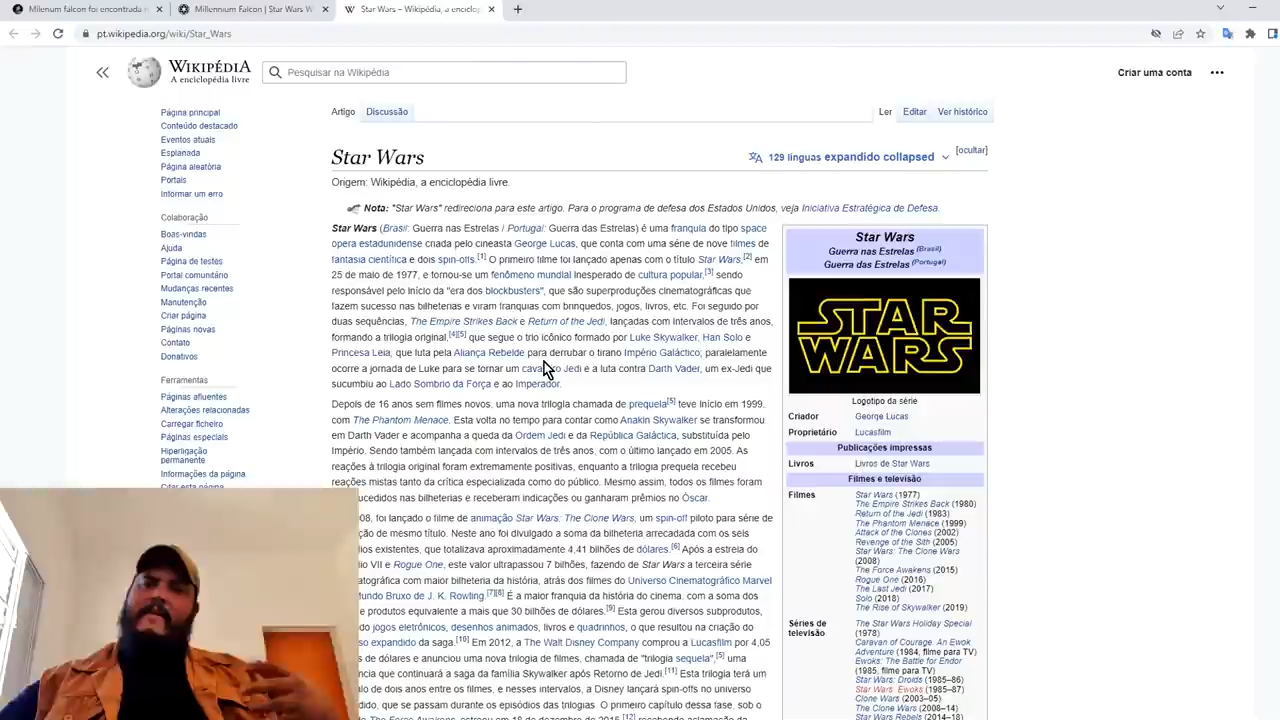 Milenum falcon foi encontrada
Millennium Falcon | Star Wars W
Star Wars – Wikipédia, a enciclop
pt.wikipedia.org/wiki/Star_Wars
WIKIPÉDIA
A enciclopédia livre
Pesquisar na Wikipédia
Criar uma conta
Página principal
Conteúdo destacado
Eventos atuais
Esplanada
Página aleatória
Portais
Informar um erro
Colaboração
Boas-vindas
Ajuda
Página de testes
Portal comunitário
Mudanças recentes
Manutenção
Criar página
Páginas novas
Contato
Donativos
Ferramentas
Páginas afluentes
Alterações relacionadas
Carregar ficheiro
Páginas especiais
Hiperligação
permanente
Informações da página
Citar esta página
Artigo Discussão Ler Editar Ver histórico
Star Wars
129 línguas expandido collapsed [ocultar]
Origem: Wikipédia, a enciclopédia livre.
Nota: "Star Wars" redireciona para este artigo. Para o programa de defesa dos Estados Unidos, veja Iniciativa Estratégica de Defesa.
Star Wars (Brasil: Guerra nas Estrelas / Portugal: Guerra das Estrelas) é uma franquia do tipo space
opera estadunidense criada pelo cineasta George Lucas, que conta com uma série de nove filmes de
fantasia científica e dois spin-offs.[1] O primeiro filme foi lançado apenas com o título Star Wars,[2] em
25 de maio de 1977, e tornou-se um fenômeno mundial inesperado de cultura popular,[3] sendo
responsável pelo início da "era dos blockbusters", que são superproduções cinematográficas que
fazem sucesso nas bilheterias e viram franquias com brinquedos, jogos, livros, etc. Foi seguido por
duas sequências, The Empire Strikes Back e Return of the Jedi, lançadas com intervalos de três anos,
formando a trilogia original,[4][5] que segue o trio icônico formado por Luke Skywalker, Han Solo e
Princesa Leia, que luta pela Aliança Rebelde para derrubar o tirano Império Galáctico; paralelamente
ocorre a jornada de Luke para se tornar um cavaleiro Jedi e a luta contra Darth Vader, um ex-Jedi que
sucumbiu ao Lado Sombrio da Força e ao Imperador.
Depois de 16 anos sem filmes novos, uma nova trilogia chamada de prequela[5] teve início em 1999,
com The Phantom Menace. Esta volta no tempo para contar como Anakin Skywalker se transformou
em Darth Vader e acompanha a queda da Ordem Jedi e da República Galáctica, substituída pelo
Império. Sendo também lançada com intervalos de três anos, com o último lançado em 2005. As
reações à trilogia original foram extremamente positivas, enquanto a trilogia prequela recebeu
reações mistas tanto da crítica especializada como do público. Mesmo assim, todos os filmes foram
cedidos nas bilheterias e receberam indicações ou ganharam prêmios no Óscar.
08, foi lançado o filme de animação Star Wars: The Clone Wars, um spin-off piloto para série de
ção de mesmo título. Neste ano foi divulgado a soma da bilheteria arrecadada com os seis
ios existentes, que totalizava aproximadamente 4,41 bilhões de dólares.[6] Após a estreia do
io VII e Rogue One, este valor ultrapassou 7 bilhões, fazendo de Star Wars a terceira série
atográfica com maior bilheteria da história, atrás dos filmes do Universo Cinematográfico Marvel
undo Bruxo de J. K. Rowling.[7][8] É a maior franquia da história do cinema, com a soma dos
e produtos equivalente a mais que 30 bilhões de dólares.[9] Esta gerou diversos subprodutos,
do jogos eletrônicos, desenhos animados, livros e quadrinhos, o que resultou na criação do
so expandido da saga.[10] Em 2012, a The Walt Disney Company comprou a Lucasfilm por 4,05
s de dólares e anunciou uma nova trilogia de filmes, chamada de "trilogia sequela",[5] uma
ncia que continuará a saga da família Skywalker após Retorno de Jedi.[11] Esta trilogia terá um
lo de dois anos entre os filmes, e nesses intervalos, a Disney lançará spin-offs no universo
dido, que se passam durante os episódios das trilogias. O primeiro capítulo dessa fase, sob o
The Force Awakens, estreou em 18 de dezembro de 2015,[12] recebendo aclamação da
Star Wars
Guerra nas Estrelas (Brasil)
Guerra das Estrelas (Portugal)
STAR
WARS
Logotipo da série
Criador George Lucas
Proprietário Lucasfilm
Publicações impressas
Livros Livros de Star Wars
Filmes e televisão
Filmes Star Wars (1977)
The Empire Strikes Back (1980)
Return of the Jedi (1983)
The Phantom Menace (1999)
Attack of the Clones (2002)
Revenge of the Sith (2005)
Star Wars: The Clone Wars
(2008)
The Force Awakens (2015)
Rogue One (2016)
The Last Jedi (2017)
Solo (2018)
The Rise of Skywalker (2019)
Séries de
televisão
The Star Wars Holiday Special
(1978)
Caravan of Courage: An Ewok
Adventure (1984, filme para TV)
Ewoks: The Battle for Endor
(1985, filme para TV)
Star Wars: Droids (1985–86)
Star Wars: Ewoks (1985–87)
Clone Wars (2003–05)
The Clone Wars (2008–14)
Star Wars Rebels (2014–18)